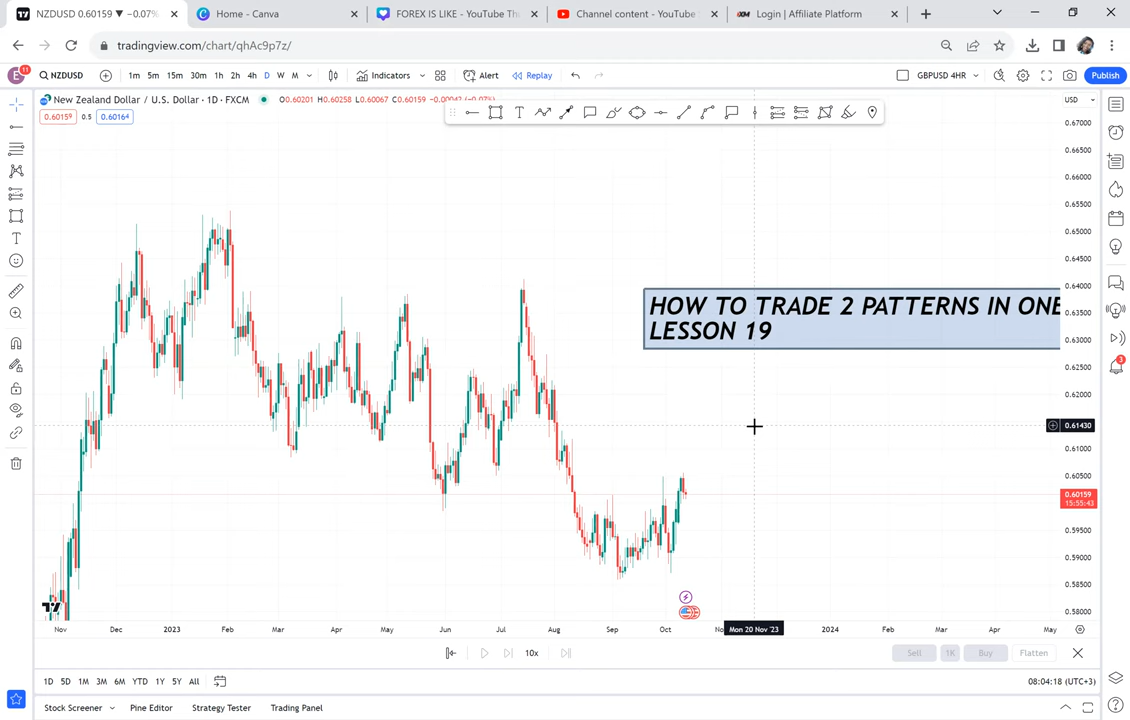 NZDUSD 0.60159 ▼ −0.07%
Home - Canva
FOREX IS LIKE - YouTube Th
Channel content - YouTube
XM Login | Affiliate Platform
tradingview.com/chart/qhAc9p7z/
E 11 NZDUSD 1m 5m 15m 30m 1h 2h 4h D W M Indicators Alert Replay GBPUSD 4HR Publish
New Zealand Dollar / U.S. Dollar · 1D · FXCM O0.60201 H0.60258 L0.60067 C0.60159 −0.00042 (−0.07%)
USD
0.60159 0.5 0.60164
0.67000
0.66500
0.66000
0.65500
0.65000
0.64500
0.64000
HOW TO TRADE 2 PATTERNS IN ONE
LESSON 19
0.63500
0.63000
0.62500
0.62000
0.61430
0.61000
0.60500
0.60159
15:55:43
0.59500
0.59000
0.58500
0.58000
3
Nov Dec 2023 Feb Mar Apr May Jun Jul Aug Sep Oct No Mon 20 Nov '23 2024 Feb Mar Apr May
10x Sell 1K Buy Flatten
1D 5D 1M 3M 6M YTD 1Y 5Y All 08:04:18 (UTC+3)
Stock Screener Pine Editor Strategy Tester Trading Panel